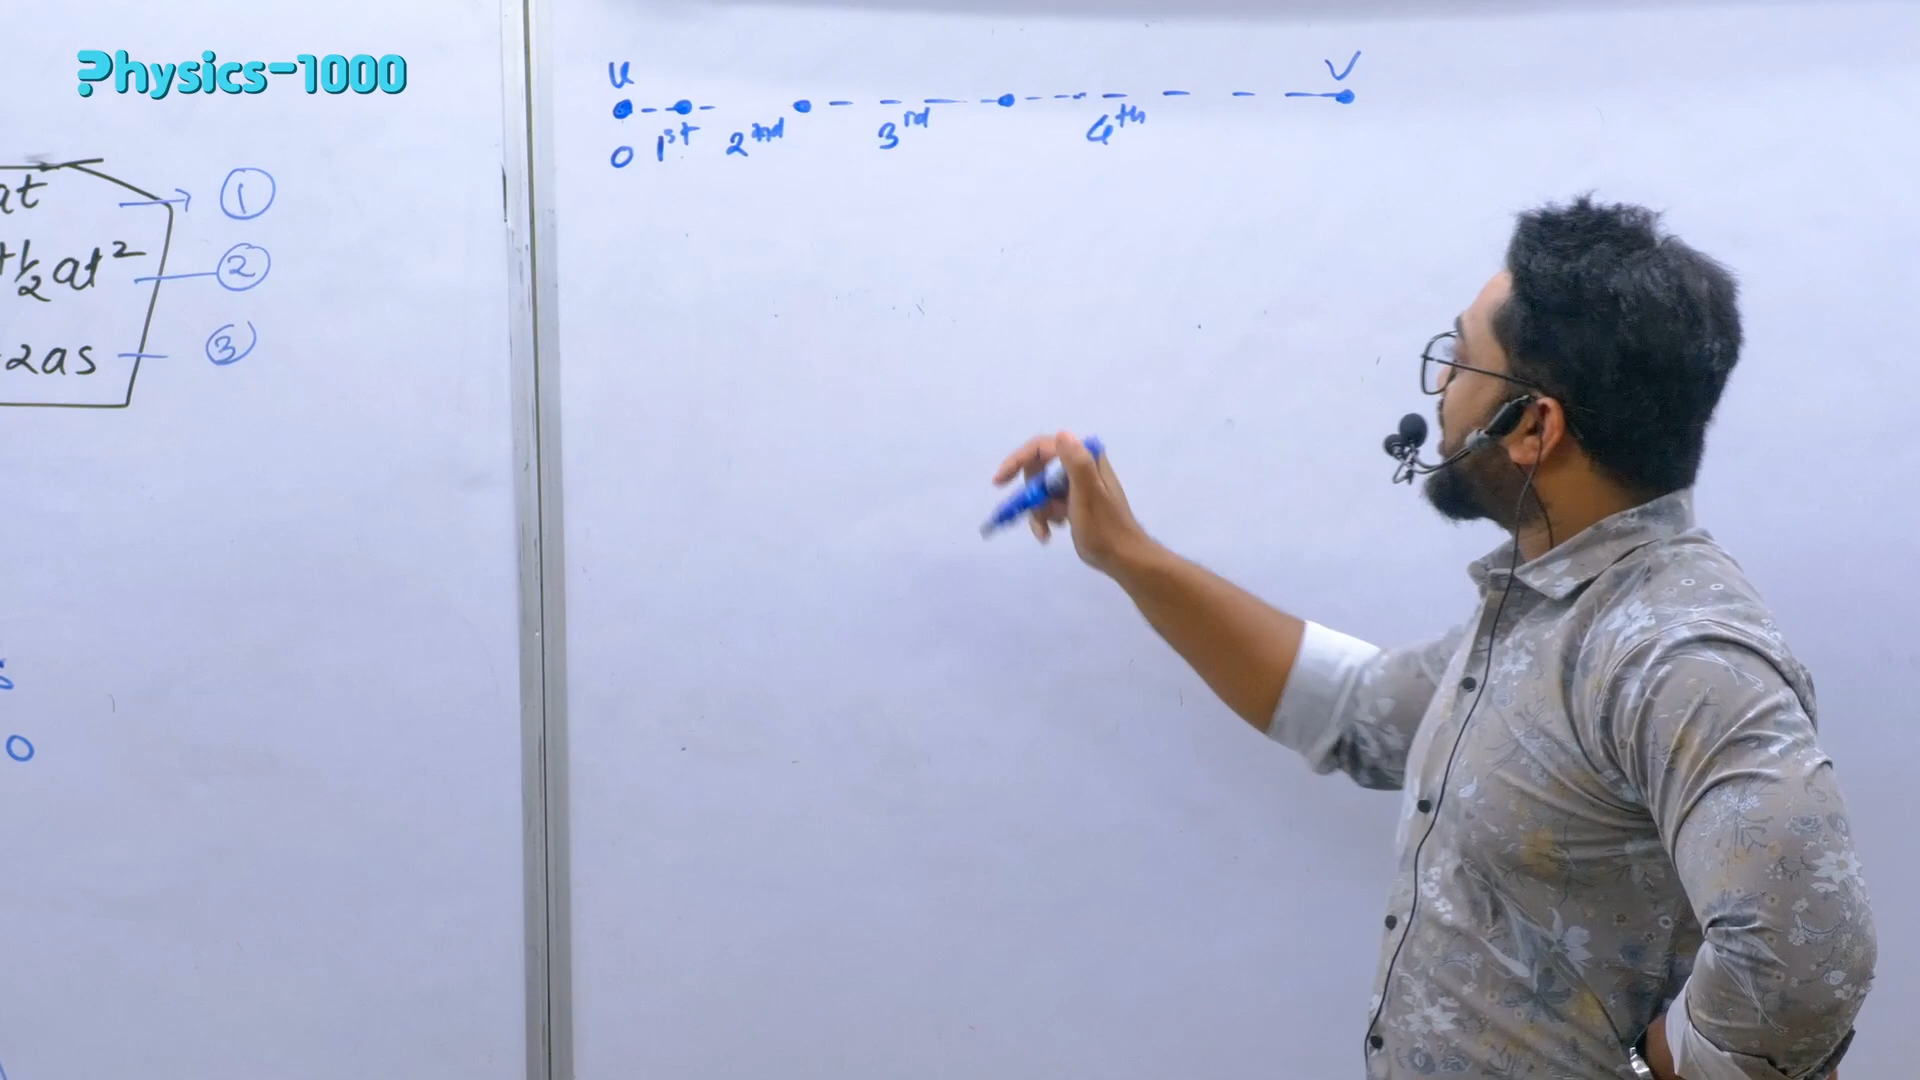 Physics-1000
at
①
+½at²
②
2as
③
0
u
v
0 1st 2nd 3rd 4th